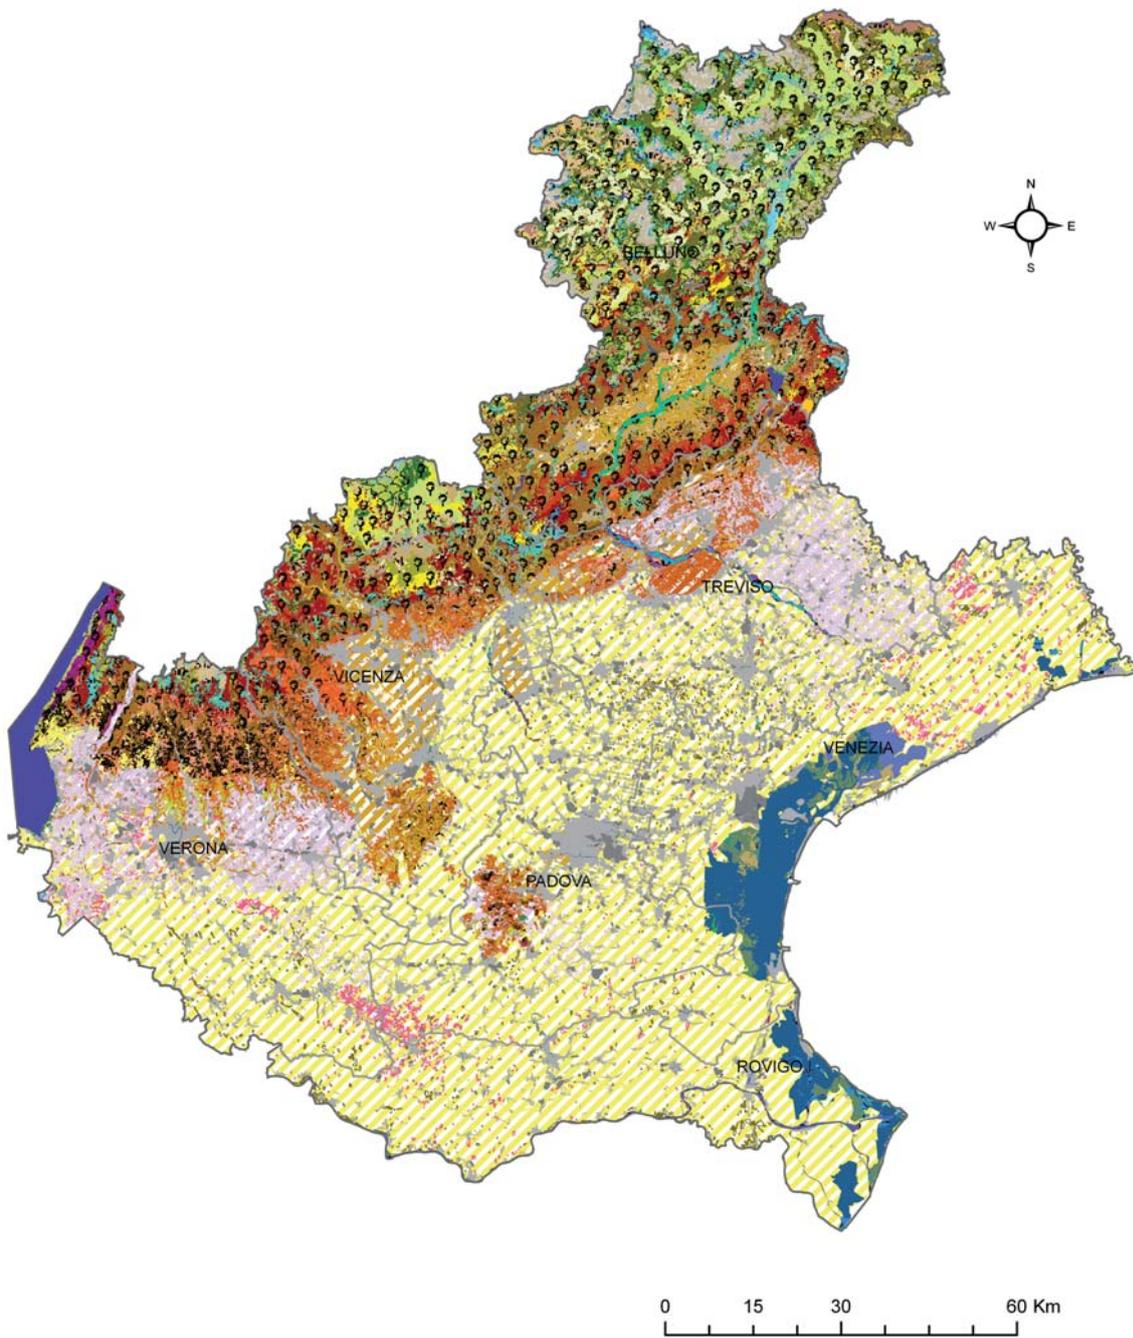 N
W E
S
BELLUNO
TREVISO
VICENZA
VENEZIA
VERONA
PADOVA
ROVIGO
0 15 30 60 Km